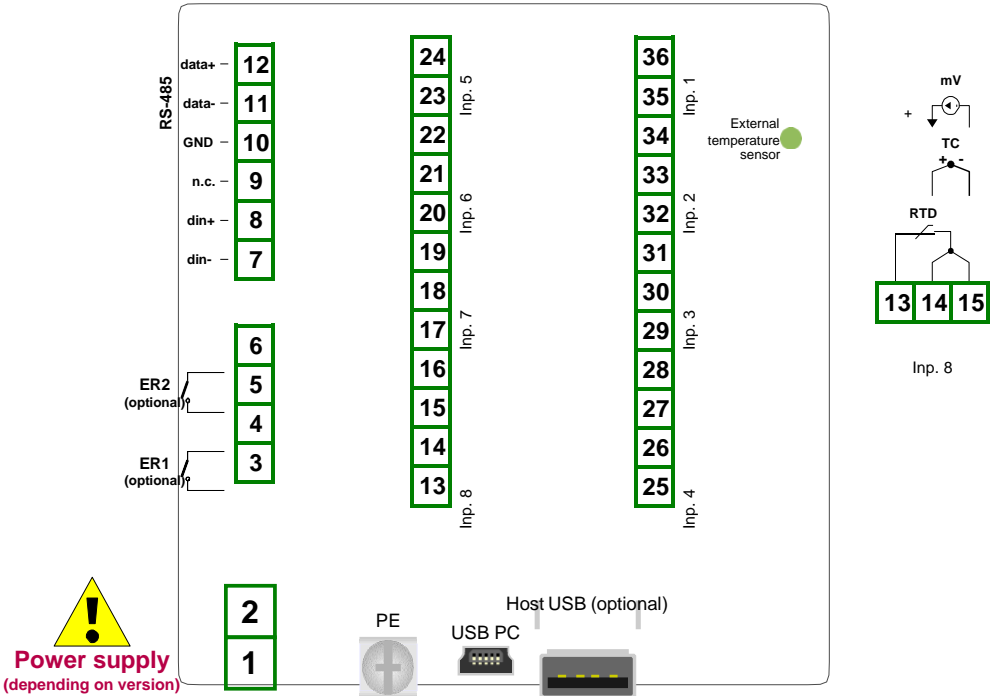 data+ – 12
data- – 11
GND – 10
n.c. – 9
din+ – 8
din- – 7
RS-485
6
5
4
3
ER2
(optional)
ER1
(optional)
2
1
Power supply
(depending on version)
24
23
22
21
20
19
18
17
16
15
14
13
Inp. 5
Inp. 6
Inp. 7
Inp. 8
36
35
34
33
32
31
30
29
28
27
26
25
Inp. 1
Inp. 2
Inp. 3
Inp. 4
External
temperature
sensor
PE
USB PC
Host USB (optional)
mV
+
TC
+ -
RTD
13 14 15
Inp. 8